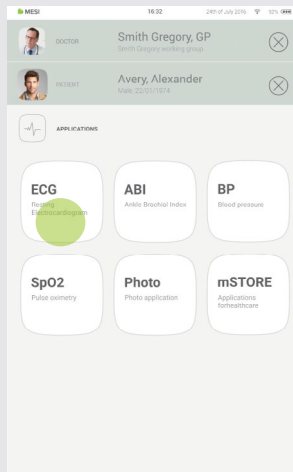 MESI 16:32 24th of July 2016 92%
DOCTOR Smith Gregory, GP
Smith Gregory working group
PATIENT Avery, Alexander
Male, 22/01/1974
APPLICATIONS
ECG ABI BP
Resting Ankle Brachial Index Blood pressure
Electrocardiogram
SpO2 Photo mSTORE
Pulse oximetry Photo application Applications
forhealthcare